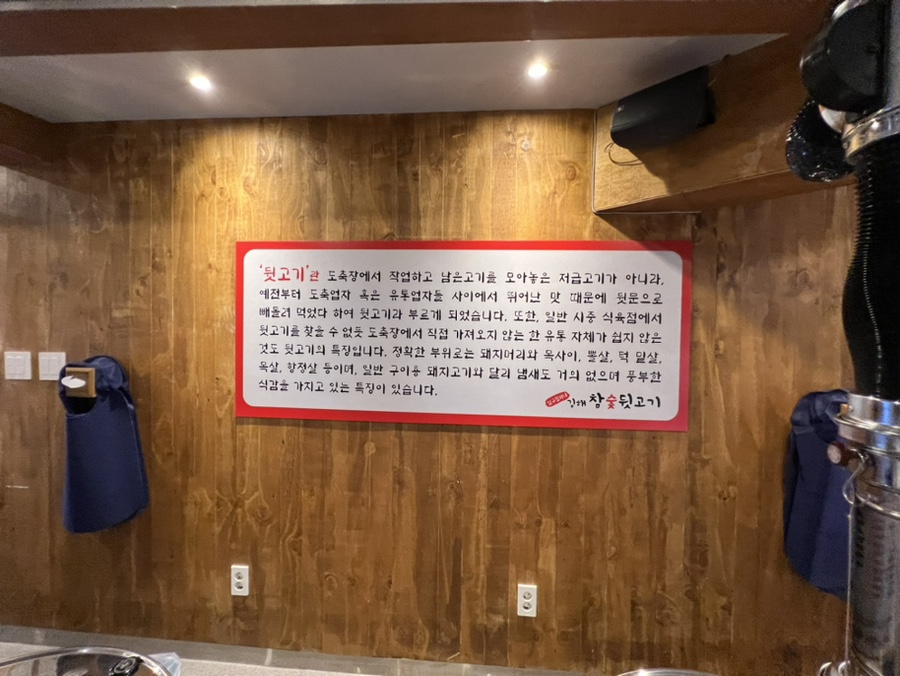 '뒷고기'란 도축장에서 작업하고 남은고기를 모아놓은 저급고기가 아니라,
예전부터 도축업자 혹은 유통업자들 사이에서 뛰어난 맛 때문에 뒷문으로
빼돌려 먹었다 하여 뒷고기라 부르게 되었습니다. 또한, 일반 시중 식육점에서
뒷고기를 찾을 수 없듯 도축장에서 직접 가져오지 않는 한 유통 자체가 쉽지 않은
것도 뒷고기의 특징입니다. 정확한 부위로는 돼지머리와 목사이, 뽈살, 턱 밑살,
목살, 항정살 등이며, 일반 구이용 돼지고기와 달리 냄새도 거의 없으며 풍부한
식감을 가지고 있는 특징이 있습니다.
김해 참숯뒷고기